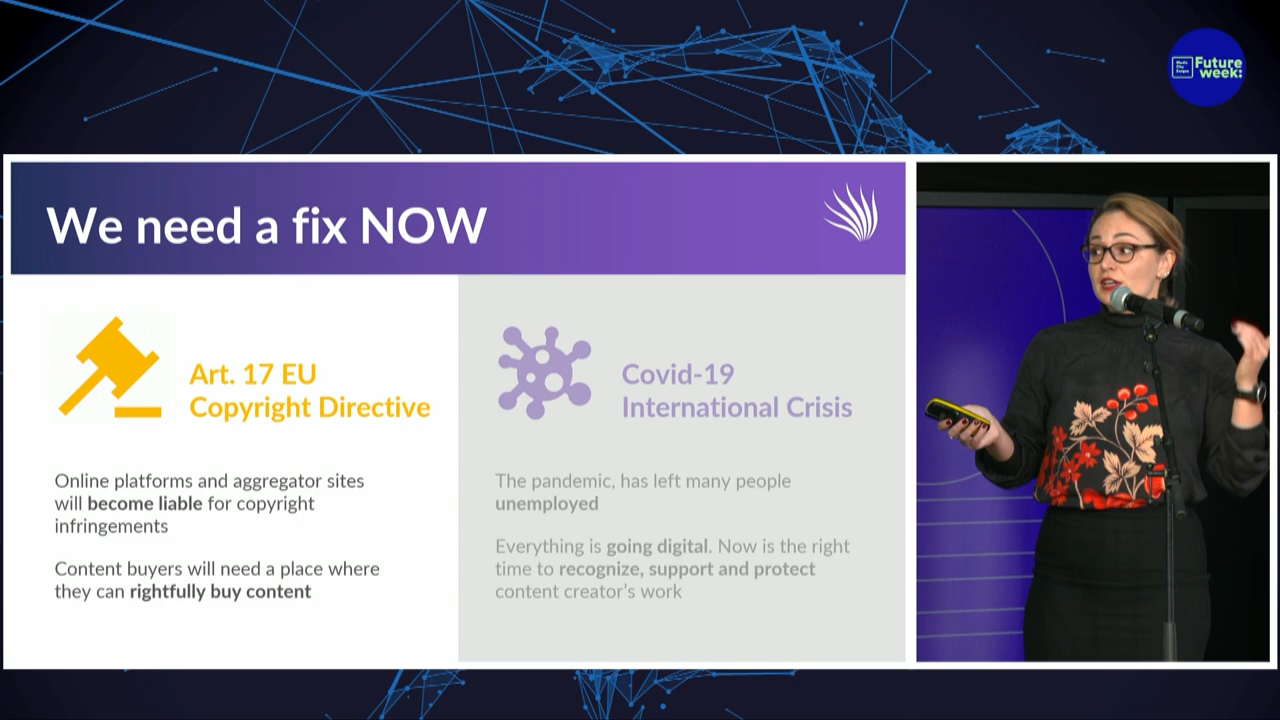 Media
City
Bergen
Future
week:
We need a fix NOW
Art. 17 EU
Copyright Directive
Online platforms and aggregator sites
will become liable for copyright
infringements
Content buyers will need a place where
they can rightfully buy content
Covid-19
International Crisis
The pandemic, has left many people
unemployed
Everything is going digital. Now is the right
time to recognize, support and protect
content creator's work